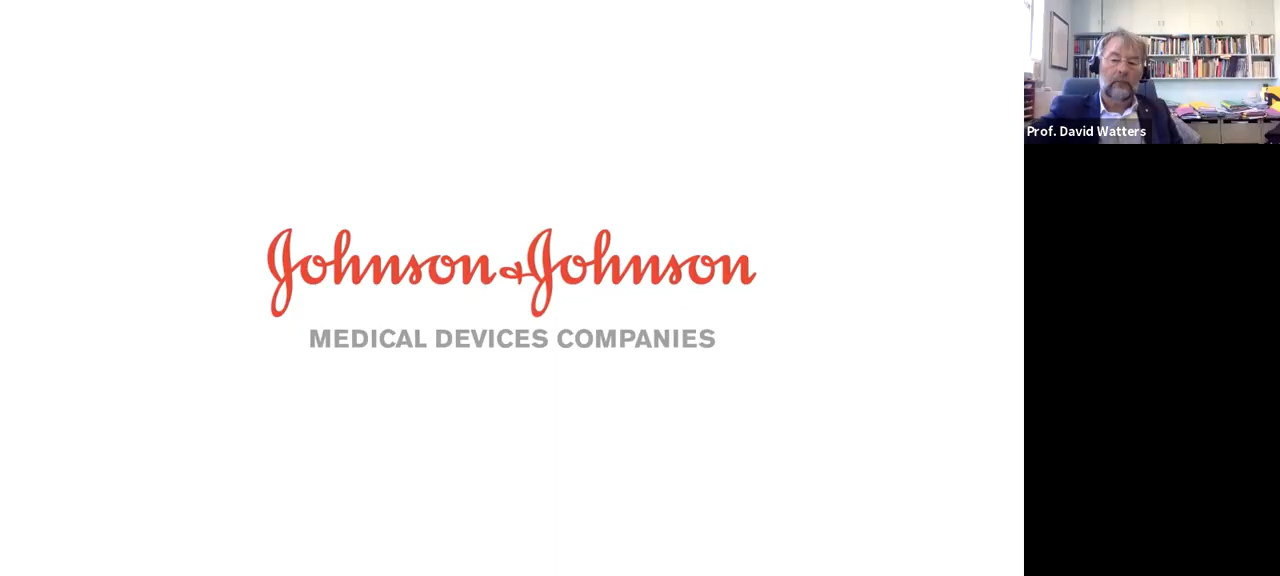 Johnson & Johnson
MEDICAL DEVICES COMPANIES
Prof. David Watters